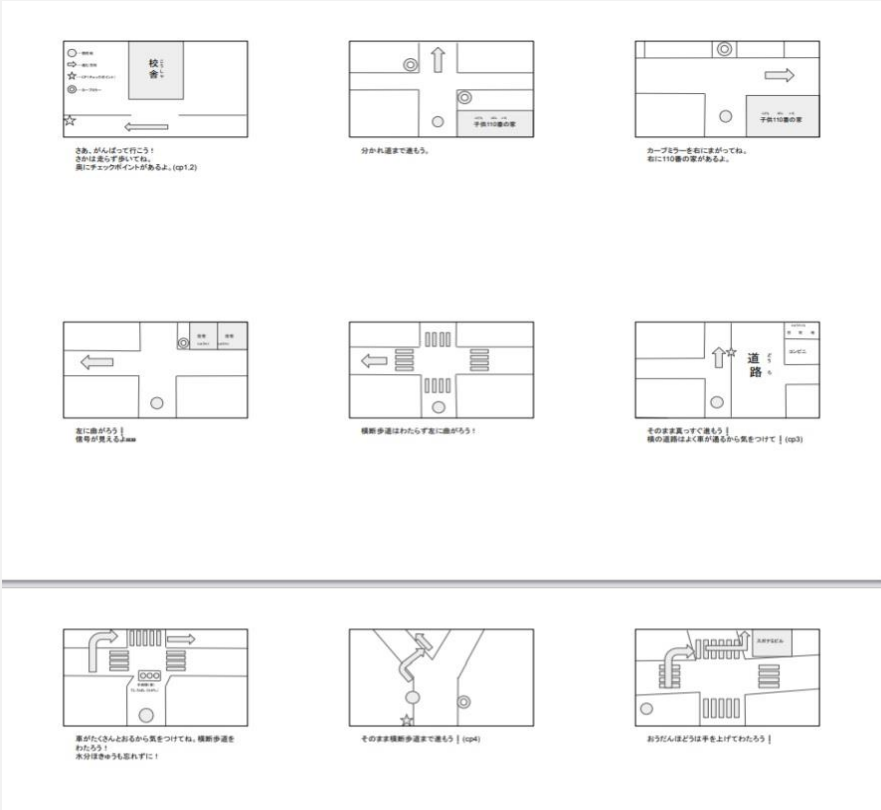 校舎
こうしゃ
さあ、がんばって行こう！
さかは走らず歩いてね。
奥にチェックポイントがあるよ。(cp1,2)
子供110番の家
分かれ道まで進もう。
子供110番の家
カーブミラーを右にまがってね。
右に110番の家があるよ。
左に曲がろう！
信号が見えるよww
横断歩道はわたらず左に曲がろう！
道路
どうろ
コンビニ
そのまま真っすぐ進もう！
横の道路はよく車が通るから気をつけて！(cp3)
車がたくさんとおるから気をつけてね。横断歩道を
わたろう！
水分ほきゅうも忘れずに！
そのまま横断歩道まで進もう！(cp4)
おうだんほどうは手を上げてわたろう！